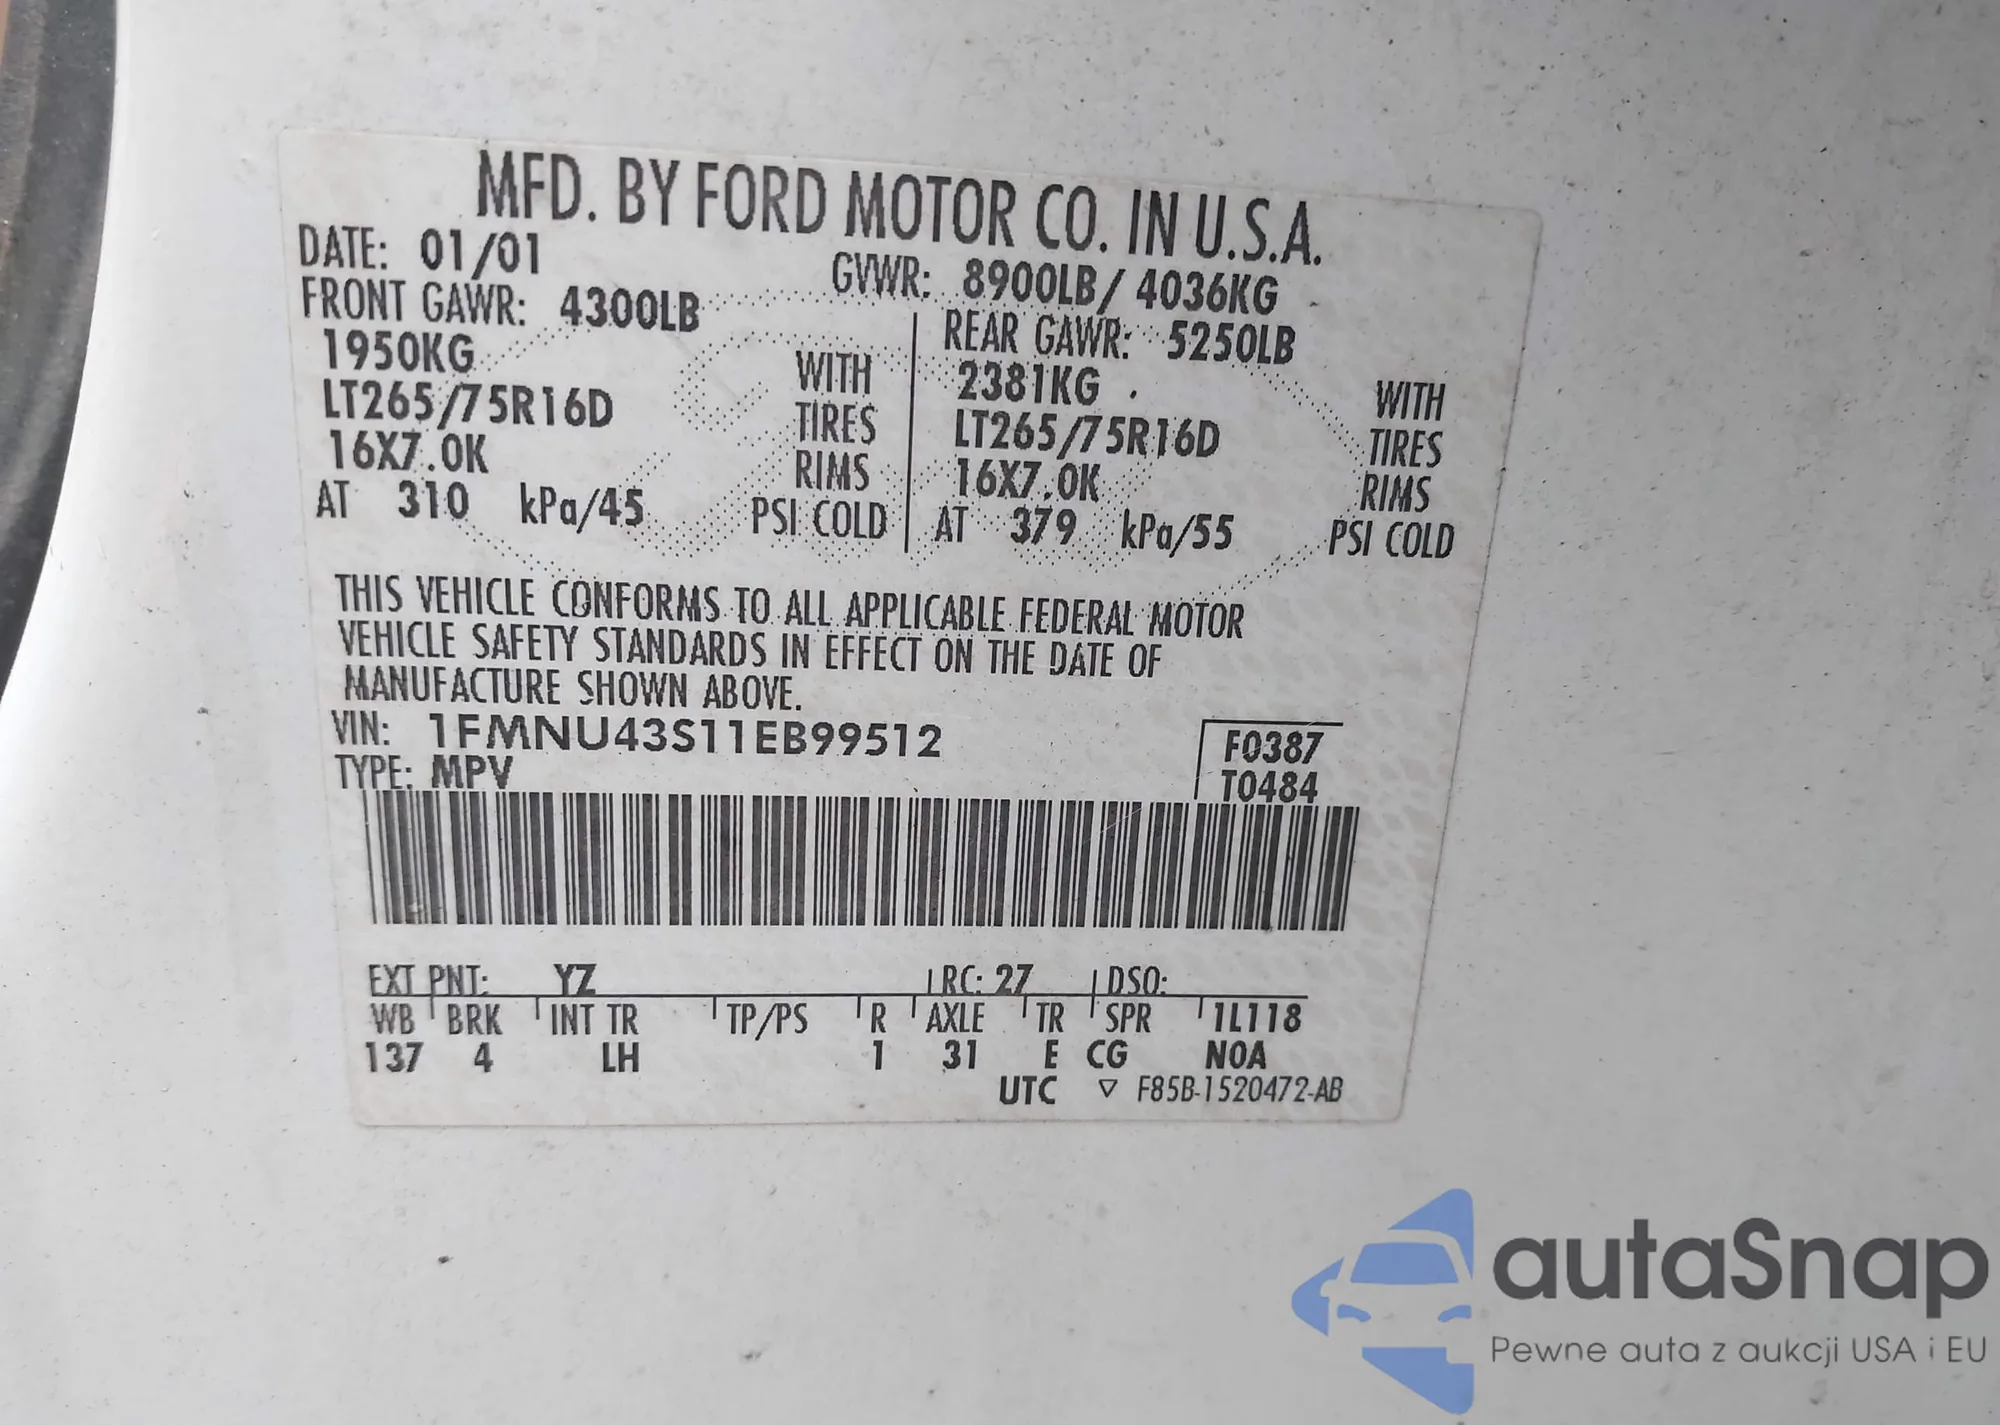 MFD. BY FORD MOTOR CO. IN U.S.A.
DATE: 01/01 GVWR: 8900LB/ 4036KG
FRONT GAWR: 4300LB REAR GAWR: 5250LB
1950KG WITH 2381KG WITH
LT265/75R16D TIRES LT265/75R16D TIRES
16X7.0K RIMS 16X7.0K RIMS
AT 310 kPa/45 PSI COLD AT 379 kPa/55 PSI COLD
THIS VEHICLE CONFORMS TO ALL APPLICABLE FEDERAL MOTOR
VEHICLE SAFETY STANDARDS IN EFFECT ON THE DATE OF
MANUFACTURE SHOWN ABOVE.
VIN: 1FMNU43S11EB99512 F0387
TYPE: MPV T0484
EXT PNT: YZ RC: 27 DSO:
WB BRK INT TR TP/PS R AXLE TR SPR 1L118
137 4 LH 1 31 E CG N0A
UTC ▽ F85B-1520472-AB
autaSnap
Pewne auta z aukcji USA i EU